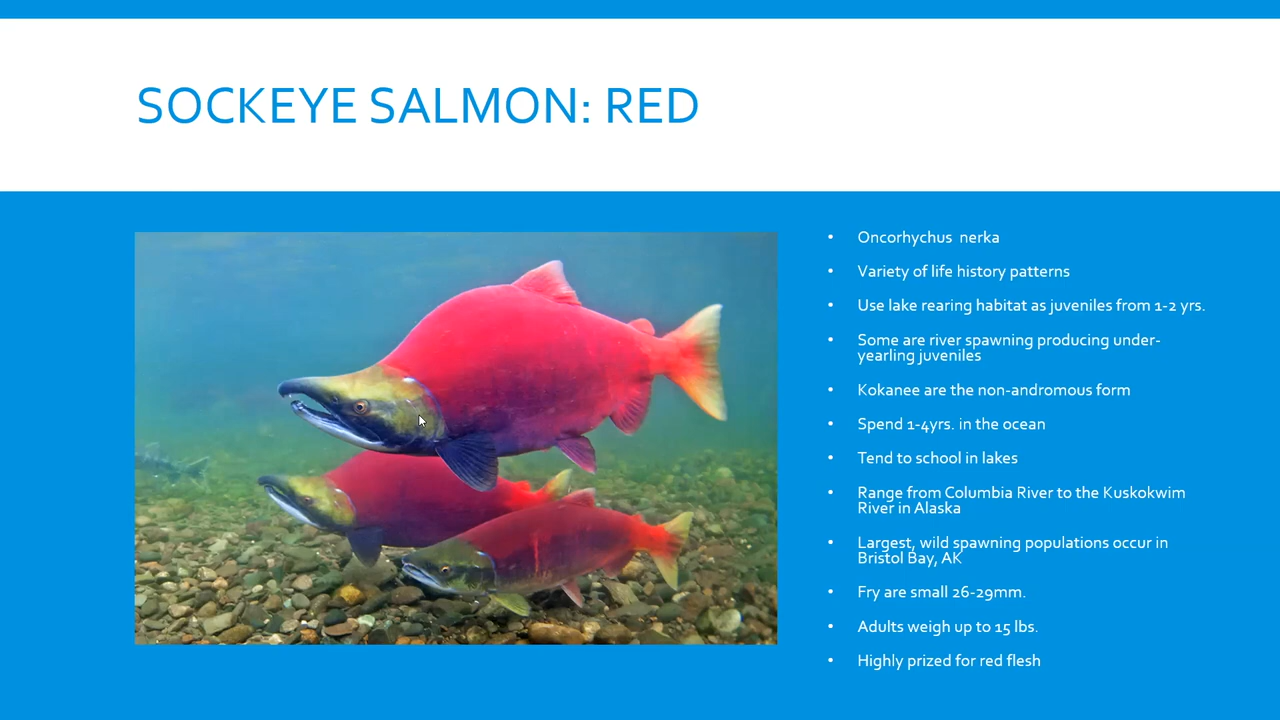 SOCKEYE SALMON: RED
• Oncorhychus nerka
• Variety of life history patterns
• Use lake rearing habitat as juveniles from 1-2 yrs.
• Some are river spawning producing under-
yearling juveniles
• Kokanee are the non-andromous form
• Spend 1-4yrs. in the ocean
• Tend to school in lakes
• Range from Columbia River to the Kuskokwim
River in Alaska
• Largest, wild spawning populations occur in
Bristol Bay, AK
• Fry are small 26-29mm.
• Adults weigh up to 15 lbs.
• Highly prized for red flesh